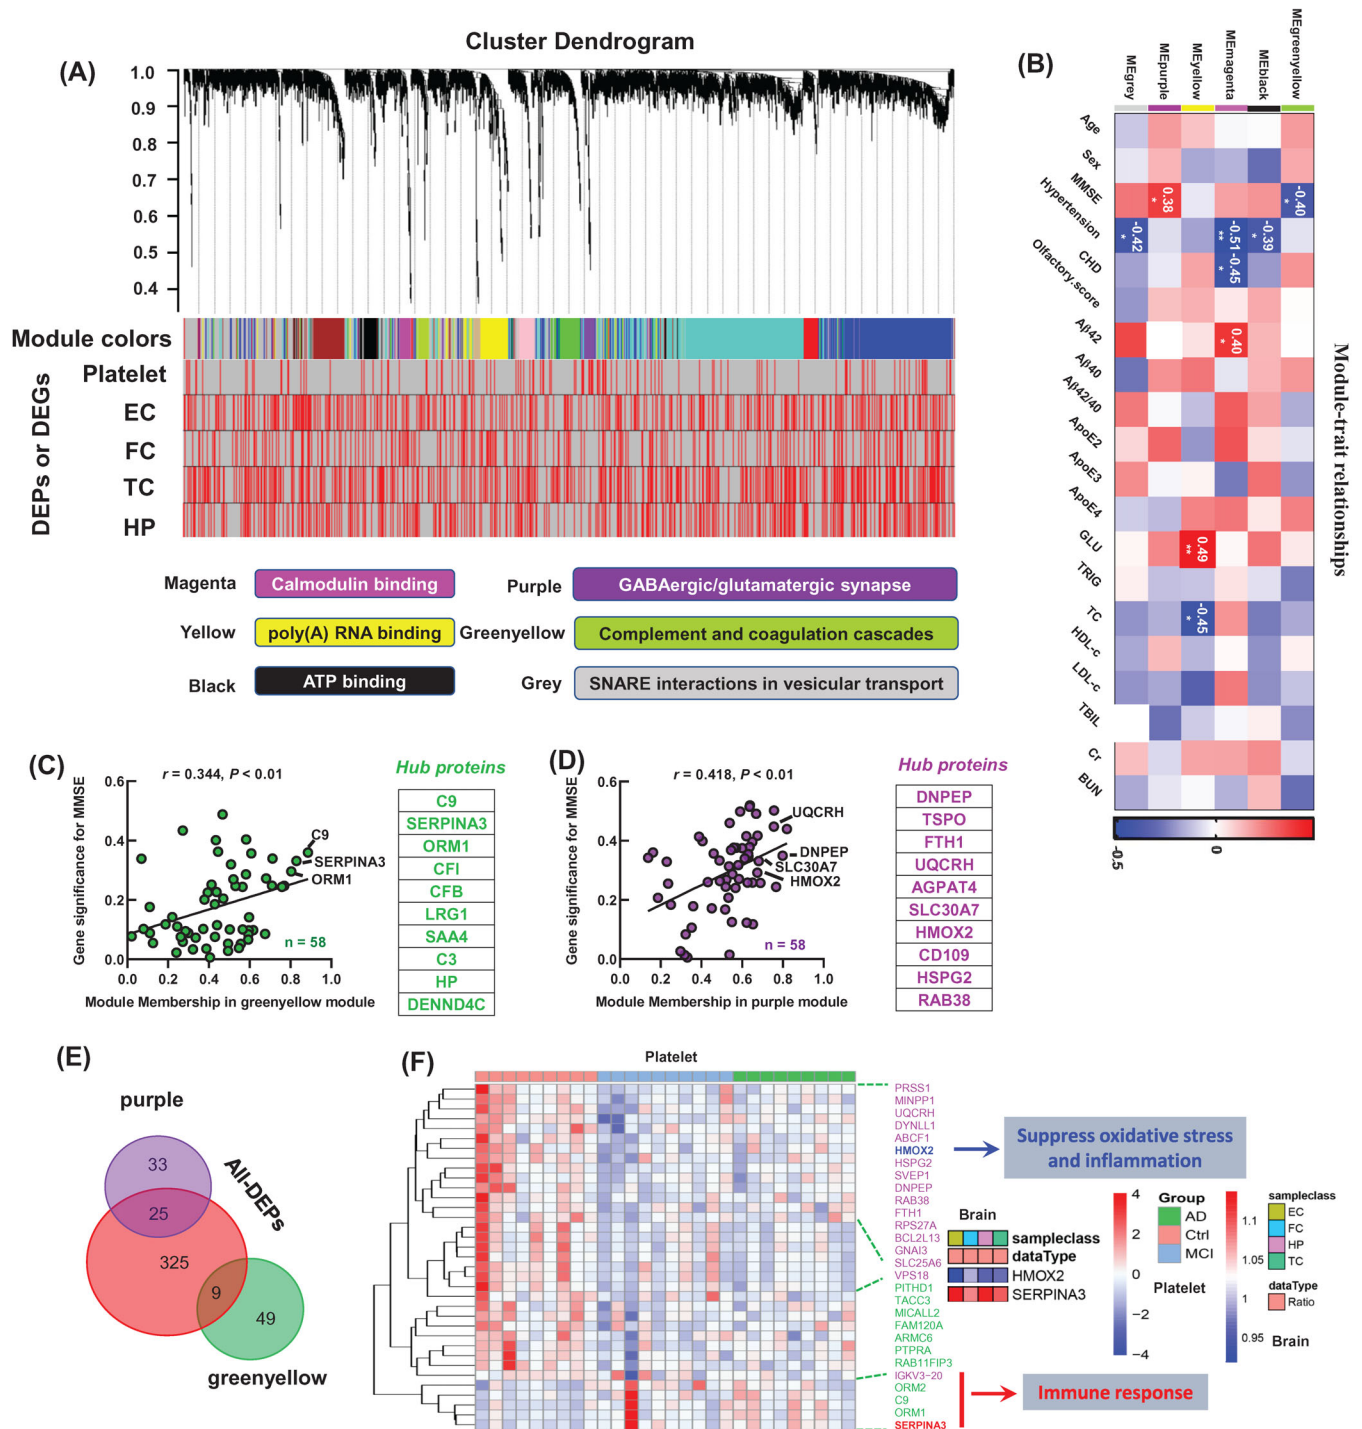 Cluster Dendrogram
(A)
1.0
0.9
0.8
0.7
0.6
0.5
0.4
Module colors
DEPs or DEGs
Platelet
EC
FC
TC
HP
Magenta
Calmodulin binding
Purple
GABAergic/glutamatergic synapse
Yellow
poly(A) RNA binding
Greenyellow
Complement and coagulation cascades
Black
ATP binding
Grey
SNARE interactions in vesicular transport
(B)
Module-trait relationships
MEgrey
MEpurple
MEyellow
MEmagenta
MEblack
MEgreenyellow
Age
Sex
MMSE
Hypertension
CHD
Olfactory.score
Aβ42
Aβ40
Aβ42/40
ApoE2
ApoE3
ApoE4
GLU
TRIG
TC
HDL-c
LDL-c
TBIL
Cr
BUN
0.38
*
-0.40
*
-0.42
*
-0.51
**
-0.39
*
-0.45
*
0.40
*
0.49
**
-0.45
*
-0.5
0
(C)
r = 0.344, P < 0.01
Gene significance for MMSE
0.6
0.4
0.2
0.0
C9
SERPINA3
ORM1
n = 58
0.0 0.2 0.4 0.6 0.8 1.0
Module Membership in greenyellow module
Hub proteins
C9
SERPINA3
ORM1
CFI
CFB
LRG1
SAA4
C3
HP
DENND4C
(D)
r = 0.418, P < 0.01
Gene significance for MMSE
0.6
0.4
0.2
0.0
UQCRH
DNPEP
SLC30A7
HMOX2
n = 58
0.0 0.2 0.4 0.6 0.8 1.0
Module Membership in purple module
Hub proteins
DNPEP
TSPO
FTH1
UQCRH
AGPAT4
SLC30A7
HMOX2
CD109
HSPG2
RAB38
(E)
purple
All-DEPs
33
25
325
9
49
greenyellow
(F)
Platelet
PRSS1
MINPP1
UQCRH
DYNLL1
ABCF1
HMOX2
HSPG2
SVEP1
DNPEP
RAB38
FTH1
RPS27A
BCL2L13
GNAI3
SLC25A6
VPS18
PITHD1
TACC3
MICALL2
FAM120A
ARMC6
PTPRA
RAB11FIP3
IGKV3−20
ORM2
C9
ORM1
SERPINA3
Suppress oxidative stress
and inflammation
Immune response
Brain
sampleclass
dataType
HMOX2
SERPINA3
4
2
0
−2
−4
Group
AD
Ctrl
MCI
Platelet
1.1
1.05
1
0.95
sampleclass
EC
FC
HP
TC
dataType
Ratio
Brain